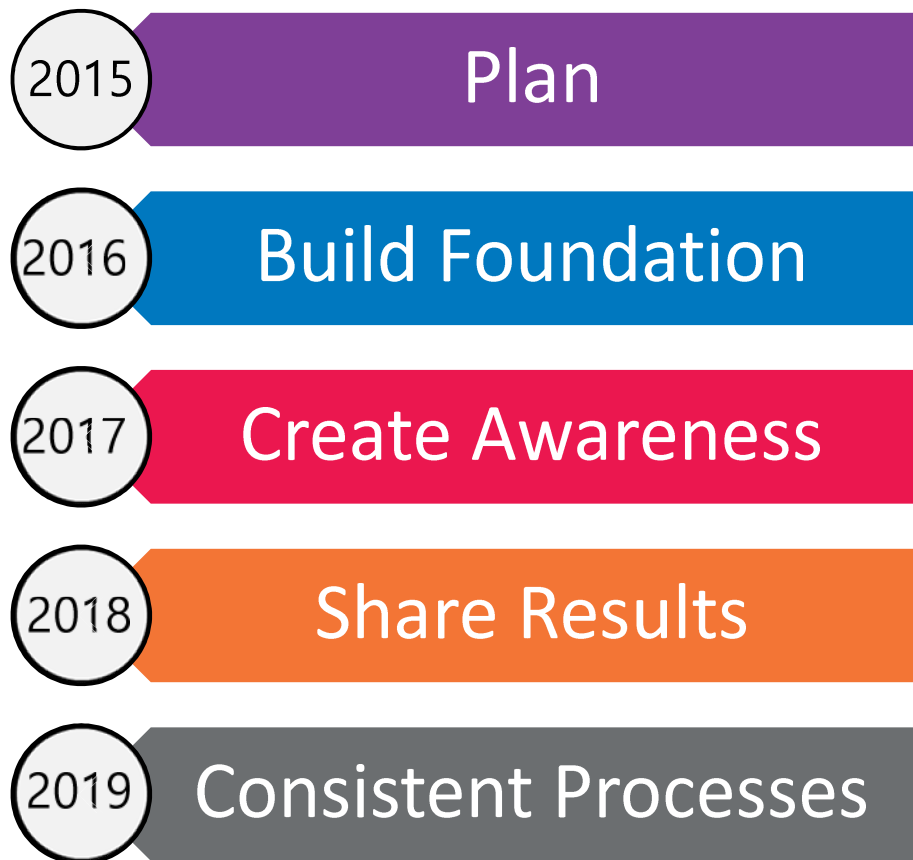 2015 Plan
2016 Build Foundation
2017 Create Awareness
2018 Share Results
2019 Consistent Processes